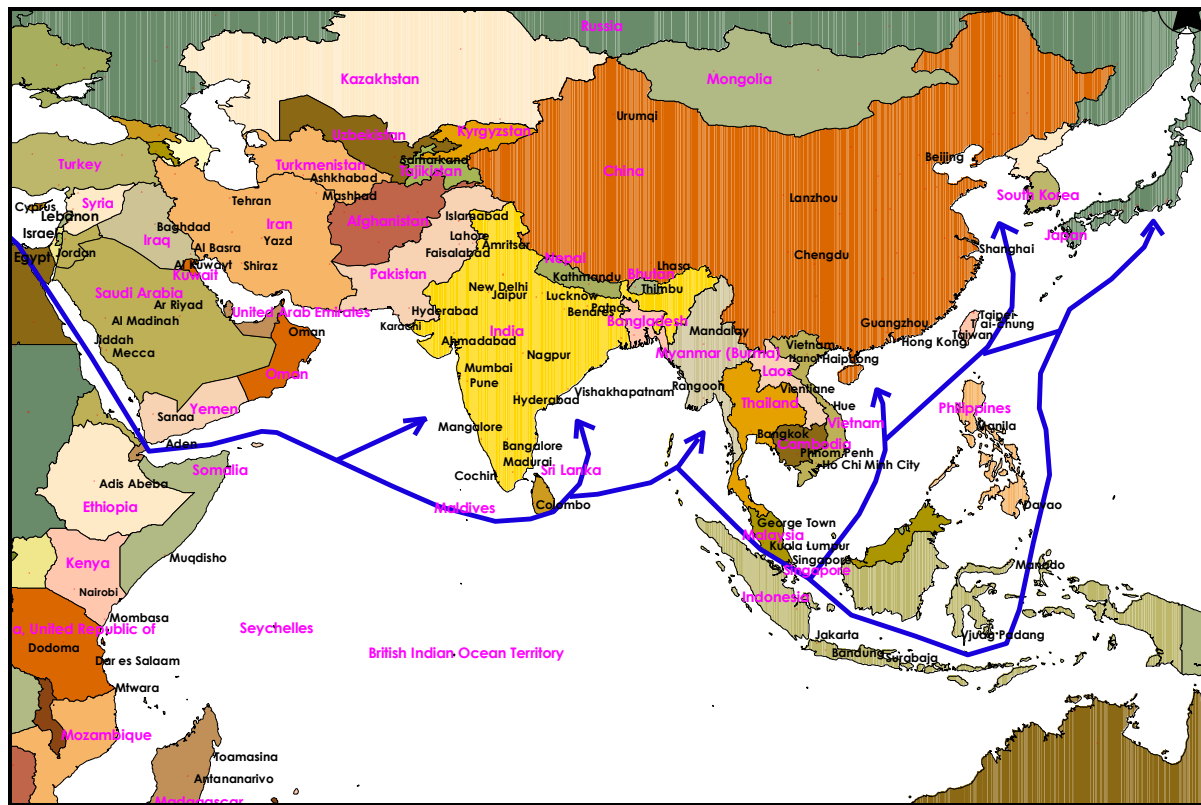 Russia
Kazakhstan
Mongolia
Urumqi
Uzbekistan
Kyrgyzstan
Beijing
Turkey
Turkmenistan
Samarkand
Tajikistan
China
Ashkhabad
Mashhad
Lanzhou
South Korea
Cyprus
Syria
Lebanon
Tehran
Iran
Afghanistan
Islamabad
Israel
Baghdad
Iraq
Yazd
Lahore
Amritsar
Japan
Egypt
Jordan
Al Basra
Faisalabad
Shanghai
Al Kuwayt
Kuwait
Shiraz
Pakistan
Nepal
Kathmandu
Lhasa
Bhutan
Thimbu
Chengdu
Saudi Arabia
Ar Riyad
New Delhi
Jaipur
Lucknow
Benares
Patna
United Arab Emirates
Hyderabad
Bangladesh
Al Madinah
Karachi
Oman
India
Mandalay
Guangzhou
Taipei
T'ai-chung
Taiwan
Jiddah
Mecca
Ahmadabad
Nagpur
Myanmar (Burma)
Vietnam
Hanoi
Haiphong
Hong Kong
Oman
Mumbai
Pune
Laos
Vishakhapatnam
Rangoon
Vientiane
Yemen
Sanaa
Hyderabad
Thailand
Hue
Philippines
Mangalore
Vietnam
Manila
Aden
Bangalore
Bangkok
Cambodia
Phnom Penh
Somalia
Madurai
Sri Lanka
Ho Chi Minh City
Adis Abeba
Cochin
Ethiopia
Maldives
Colombo
Davao
George Town
Malaysia
Kuala Lumpur
Kenya
Muqdisho
Singapore
Singapore
Manado
Nairobi
Indonesia
Mombasa
a, United Republic of
Seychelles
Jakarta
Vjung Padang
Dodoma
Dar es Salaam
British Indian Ocean Territory
Bandung
Surabaja
Mtwara
Mozambique
Toamasina
Antananarivo
Madagascar